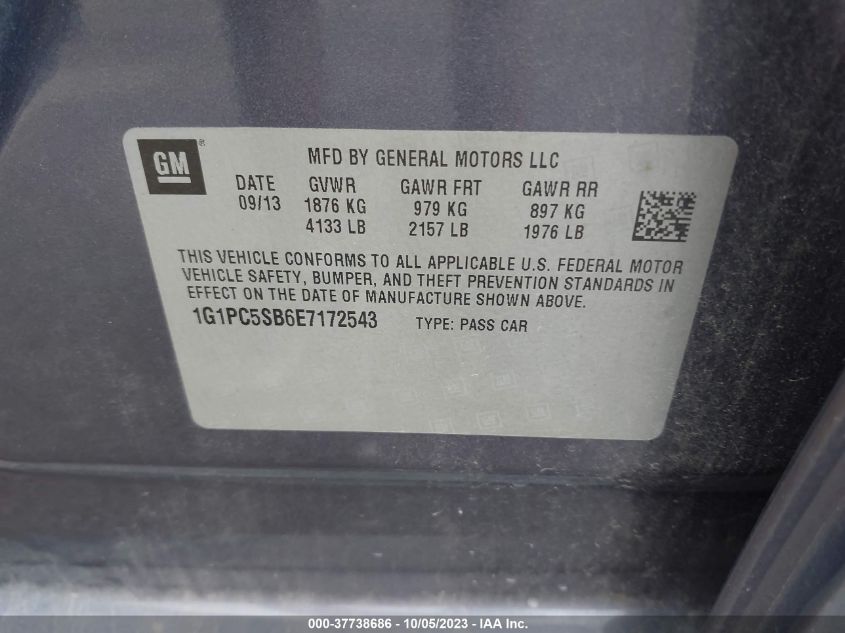 GM®
MFD BY GENERAL MOTORS LLC
DATE GVWR GAWR FRT GAWR RR
09/13 1876 KG 979 KG 897 KG
4133 LB 2157 LB 1976 LB
THIS VEHICLE CONFORMS TO ALL APPLICABLE U.S. FEDERAL MOTOR
VEHICLE SAFETY, BUMPER, AND THEFT PREVENTION STANDARDS IN
EFFECT ON THE DATE OF MANUFACTURE SHOWN ABOVE.
1G1PC5SB6E7172543 TYPE: PASS CAR
000-37738686 - 10/05/2023 - IAA Inc.